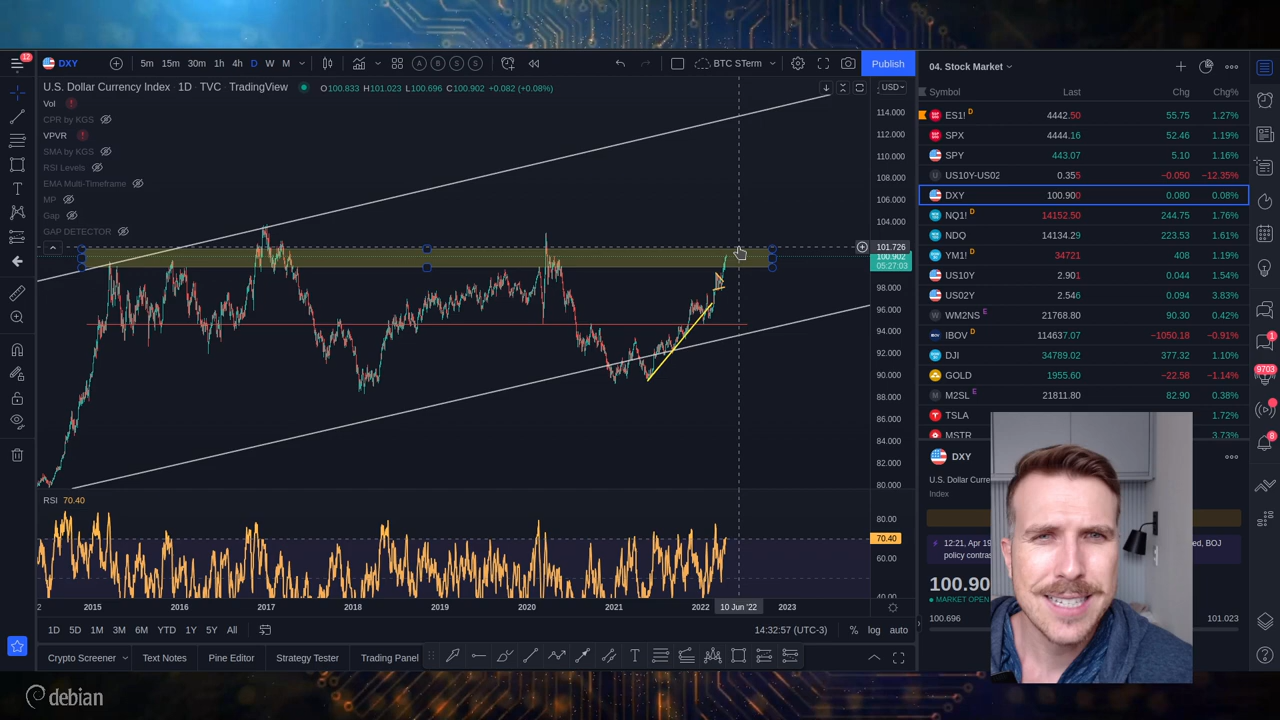 12
DXY
5m 15m 30m 1h 4h D W M
A B S S
BTC STerm
Publish
U.S. Dollar Currency Index · 1D · TVC · TradingView
O100.833 H101.023 L100.696 C100.902 +0.082 (+0.08%)
USD
Vol
CPR by KGS
VPVR
SMA by KGS
RSI Levels
EMA Multi-Timeframe
MP
Gap
GAP DETECTOR
114.000
112.000
110.000
108.000
106.000
104.000
101.726
100.902
05:27:03
98.000
96.000
94.000
92.000
90.000
88.000
86.000
84.000
82.000
80.000
RSI 70.40
80.00
70.40
60.00
40.00
2 2015 2016 2017 2018 2019 2020 2021 2022 10 Jun '22 2023
1D 5D 1M 3M 6M YTD 1Y 5Y All
14:32:57 (UTC-3) % log auto
Crypto Screener Text Notes Pine Editor Strategy Tester Trading Panel
04. Stock Market
Symbol Last Chg Chg%
ES1! D 4442.50 55.75 1.27%
SPX 4444.16 52.46 1.19%
SPY 443.07 5.10 1.16%
US10Y-US02 0.355 −0.050 −12.35%
DXY 100.900 0.080 0.08%
NQ1! D 14152.50 244.75 1.76%
NDQ 14134.29 223.53 1.61%
YM1! D 34721 408 1.19%
US10Y 2.901 0.044 1.54%
US02Y 2.546 0.094 3.83%
WM2NS E 21768.80 90.30 0.42%
IBOV D 114637.07 −1050.18 −0.91%
DJI 34789.02 377.32 1.10%
GOLD 1955.60 −22.58 −1.14%
M2SL E 21811.80 82.90 0.38%
TSLA 1.72%
MSTR 3.73%
DXY
U.S. Dollar Curre
Index
12:21, Apr 19 ed, BOJ
policy contras
100.90
MARKET OPEN
100.696 101.023
1
9703
8
debian